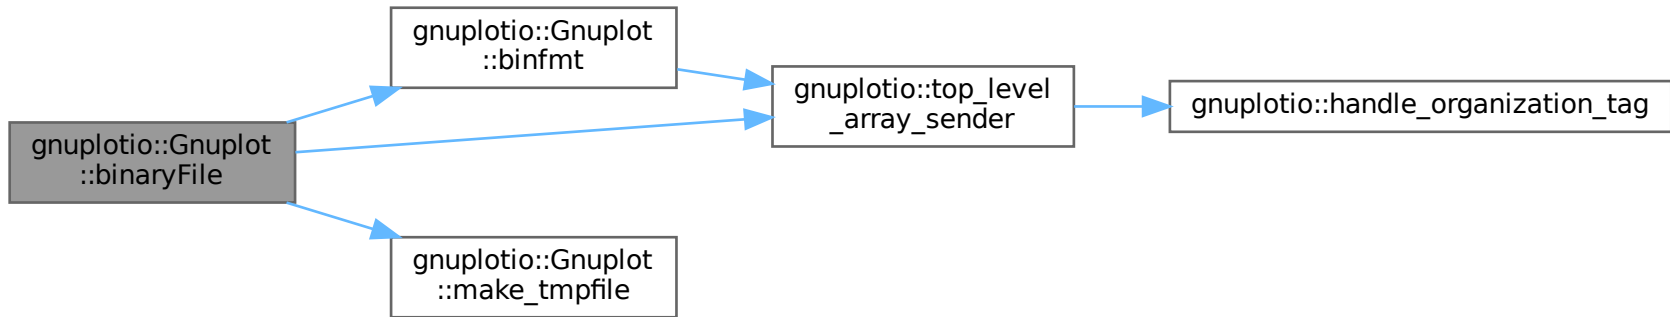 gnuplotio::Gnuplot
::binaryFile
gnuplotio::Gnuplot
::binfmt
gnuplotio::top_level
_array_sender
gnuplotio::handle_organization_tag
gnuplotio::Gnuplot
::make_tmpfile